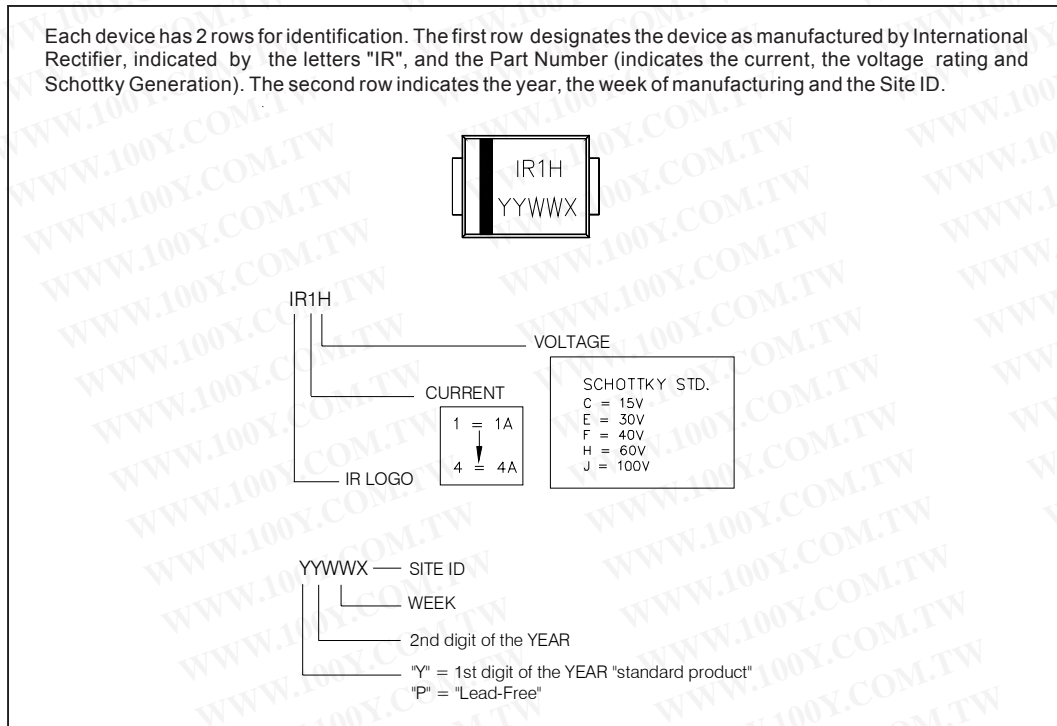 Each device has 2 rows for identification. The first row designates the device as manufactured by International
Rectifier, indicated by the letters "IR", and the Part Number (indicates the current, the voltage rating and
Schottky Generation). The second row indicates the year, the week of manufacturing and the Site ID.
IR1H
YYWWX
IR1H
VOLTAGE
SCHOTTKY STD.
C = 15V
E = 30V
F = 40V
H = 60V
J = 100V
CURRENT
1 = 1A
4 = 4A
IR LOGO
YYWWX
SITE ID
WEEK
2nd digit of the YEAR
"Y" = 1st digit of the YEAR "standard product"
"P" = "Lead-Free"
WWW.100Y.COM.TW